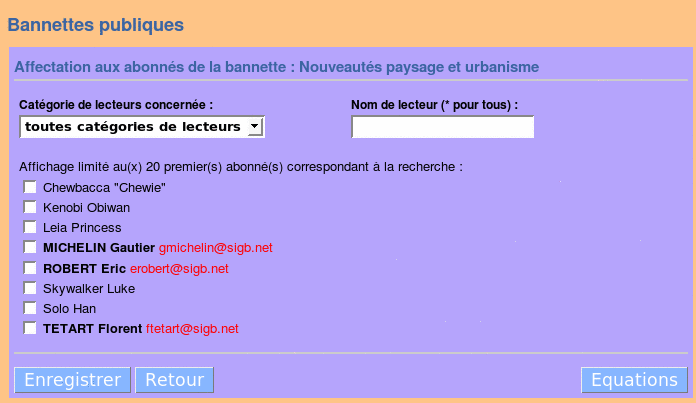 Bannettes publiques
Affectation aux abonnés de la bannette : Nouveautés paysage et urbanisme
Catégorie de lecteurs concernée : Nom de lecteur (* pour tous) :
toutes catégories de lecteurs
Affichage limité au(x) 20 premier(s) abonné(s) correspondant à la recherche :
Chewbacca "Chewie"
Kenobi Obiwan
Leia Princess
MICHELIN Gautier gmichelin@sigb.net
ROBERT Eric erobert@sigb.net
Skywalker Luke
Solo Han
TETART Florent ftetart@sigb.net
Enregistrer Retour Equations